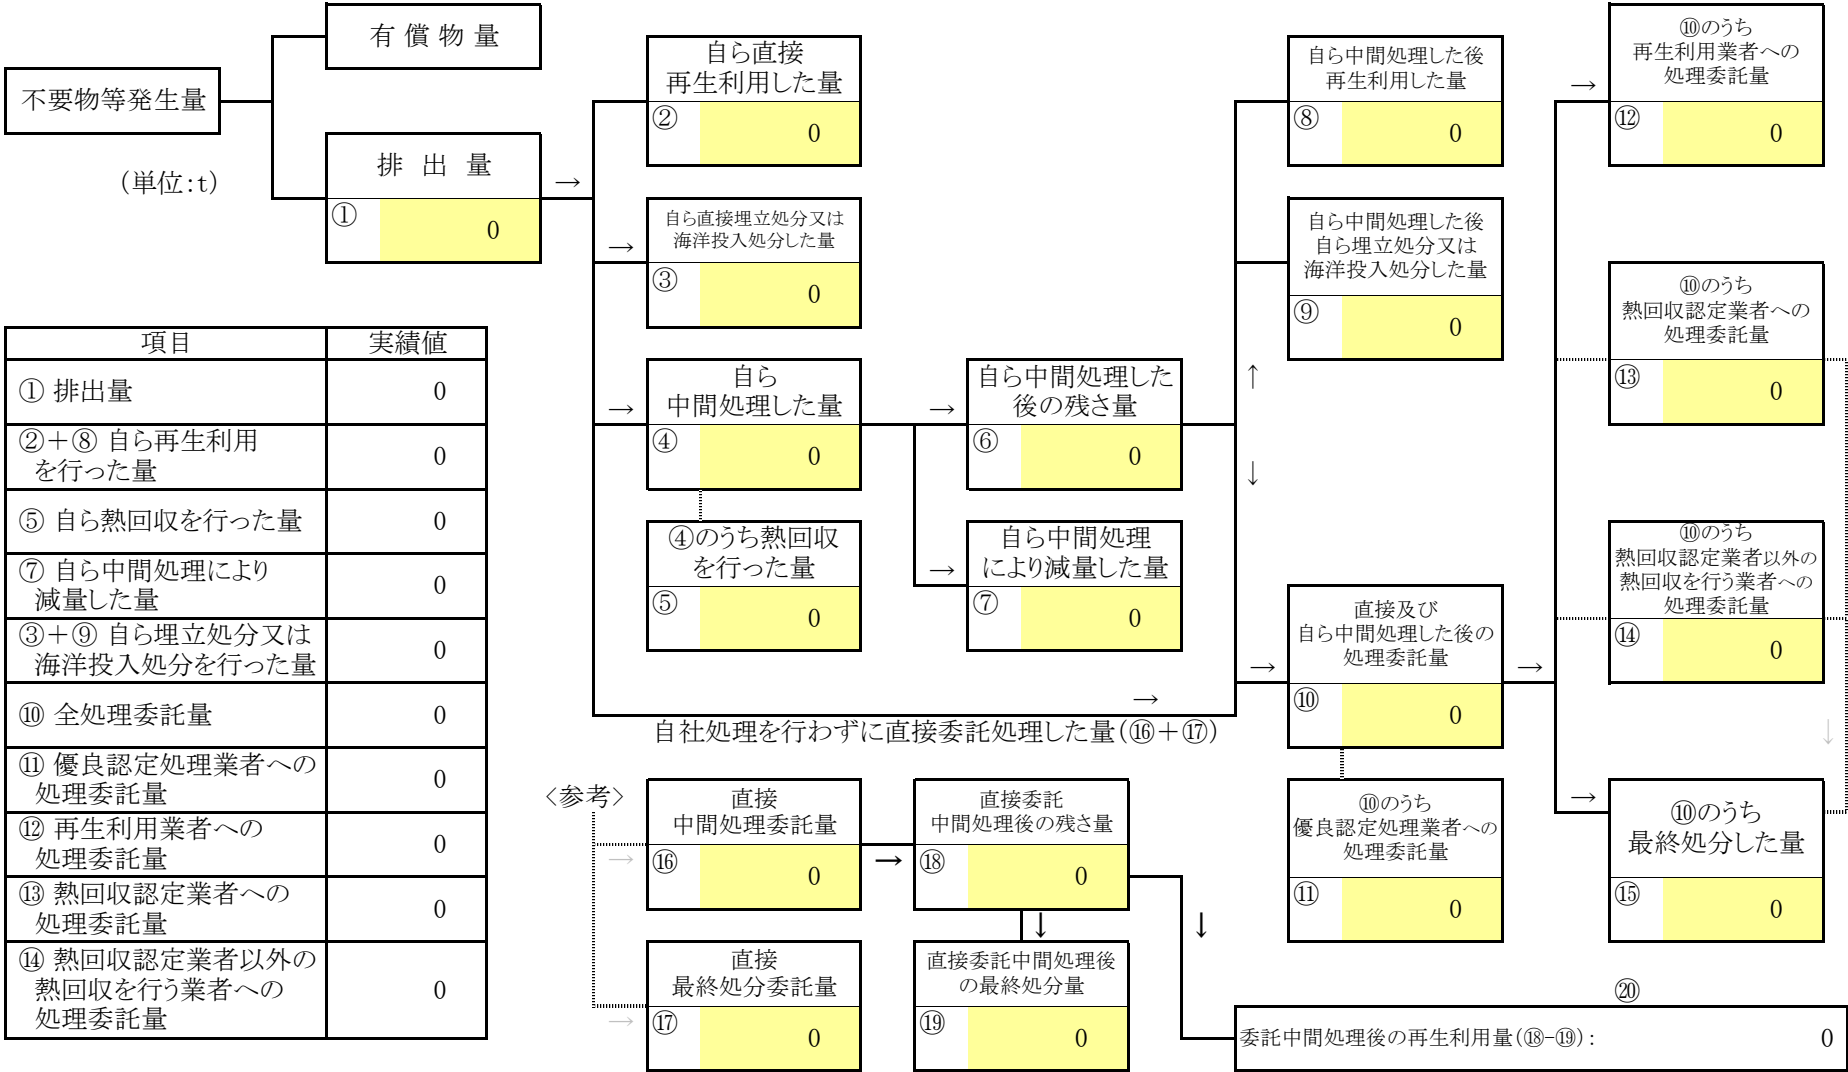 不要物等発生量
（単位：t）
有 償 物 量
排 出 量
①
0
→
自ら直接
再生利用した量
②
0
→
自ら直接埋立処分又は
海洋投入処分した量
③
0
→
自ら
中間処理した量
④
0
④のうち熱回収
を行った量
⑤
0
→
自ら中間処理した
後の残さ量
⑥
0
→
自ら中間処理
により減量した量
⑦
0
↑
↓
自ら中間処理した後
再生利用した量
⑧
0
自ら中間処理した後
自ら埋立処分又は
海洋投入処分した量
⑨
0
→
自社処理を行わずに直接委託処理した量（⑯＋⑰）
→
直接及び
自ら中間処理した後の
処理委託量
⑩
0
→
⑩のうち
優良認定処理業者への
処理委託量
⑪
0
→
⑩のうち
再生利用業者への
処理委託量
⑫
0
⑩のうち
熱回収認定業者への
処理委託量
⑬
0
⑩のうち
熱回収認定業者以外の
熱回収を行う業者への
処理委託量
⑭
0
↓
→
⑩のうち
最終処分した量
⑮
0
項目 実績値
① 排出量 0
②＋⑧ 自ら再生利用
を行った量 0
⑤ 自ら熱回収を行った量 0
⑦ 自ら中間処理により
減量した量 0
③＋⑨ 自ら埋立処分又は
海洋投入処分を行った量 0
⑩ 全処理委託量 0
⑪ 優良認定処理業者への
処理委託量 0
⑫ 再生利用業者への
処理委託量 0
⑬ 熱回収認定業者への
処理委託量 0
⑭ 熱回収認定業者以外の
熱回収を行う業者への
処理委託量 0
＜参考＞
→
直接
中間処理委託量
⑯
0
→
直接委託
中間処理後の残さ量
⑱
0
→
直接
最終処分委託量
⑰
0
↓
直接委託中間処理後
の最終処分量
⑲
0
↓
⑳
委託中間処理後の再生利用量（⑱－⑲）： 0